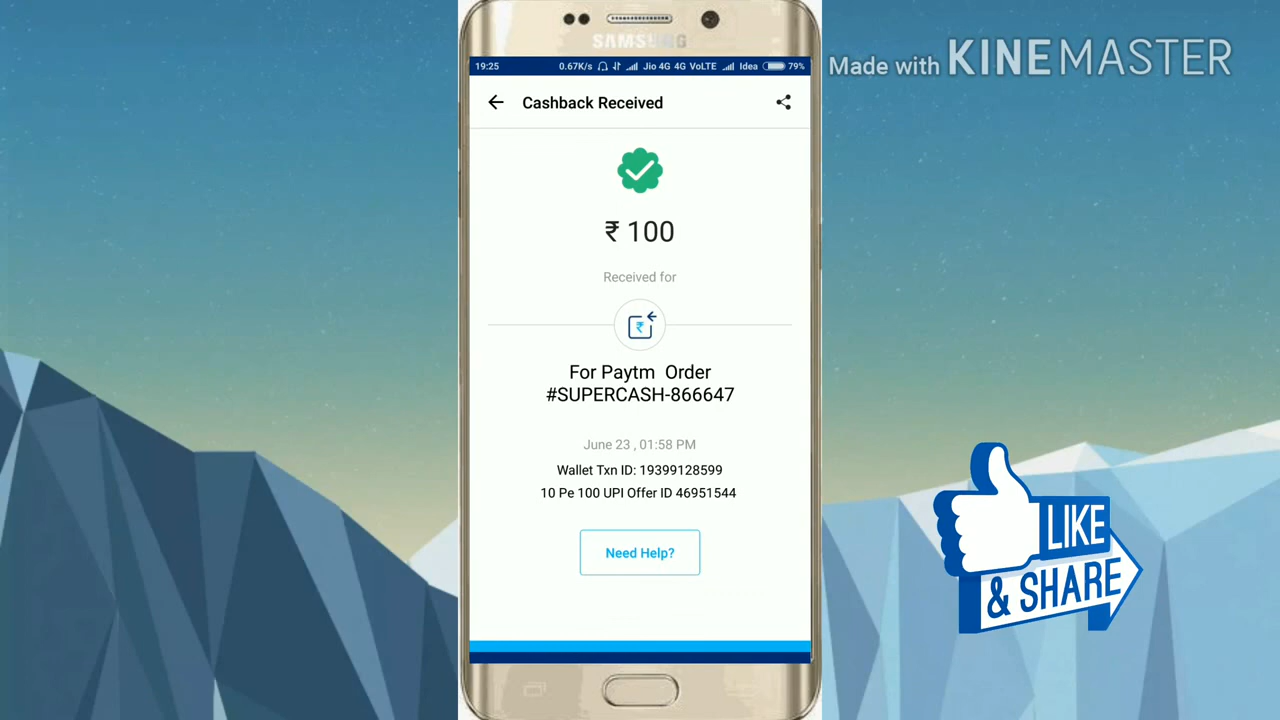 SAMSUNG
19:25 0.67K/s Jio 4G 4G VoLTE Idea 79%
Made with KINEMASTER
Cashback Received
₹ 100
Received for
₹
For Paytm Order
#SUPERCASH-866647
June 23 , 01:58 PM
Wallet Txn ID: 19399128599
10 Pe 100 UPI Offer ID 46951544
Need Help?
LIKE
& SHARE